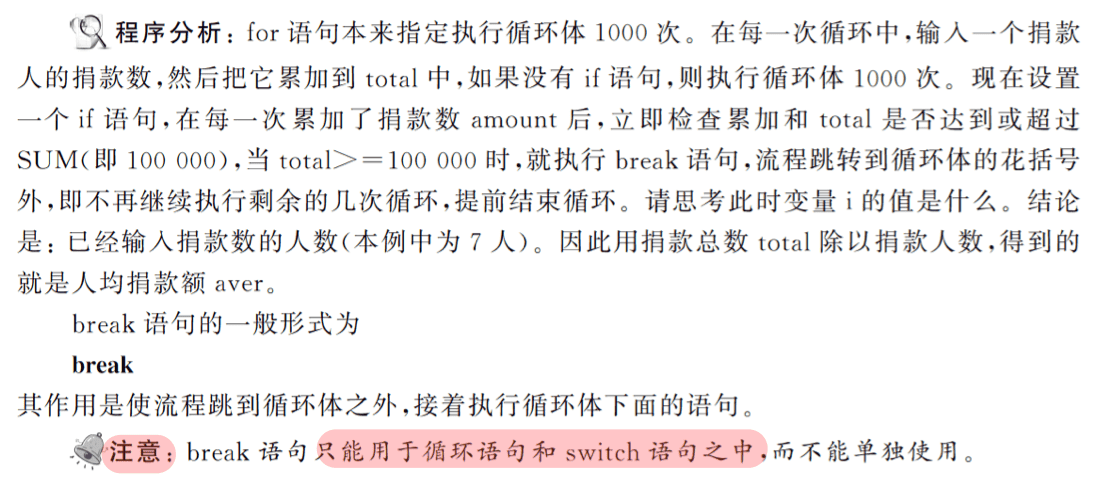 程序分析：for 语句本来指定执行循环体 1000 次。在每一次循环中,输入一个捐款
人的捐款数,然后把它累加到 total 中,如果没有 if 语句,则执行循环体 1000 次。现在设置
一个 if 语句,在每一次累加了捐款数 amount 后,立即检查累加和 total 是否达到或超过
SUM(即 100 000),当 total>=100 000 时,就执行 break 语句,流程跳转到循环体的花括号
外,即不再继续执行剩余的几次循环,提前结束循环。请思考此时变量 i 的值是什么。结论
是：已经输入捐款数的人数(本例中为 7 人)。因此用捐款总数 total 除以捐款人数,得到的
就是人均捐款额 aver。
break 语句的一般形式为
break
其作用是使流程跳到循环体之外,接着执行循环体下面的语句。
注意：break 语句只能用于循环语句和 switch 语句之中,而不能单独使用。